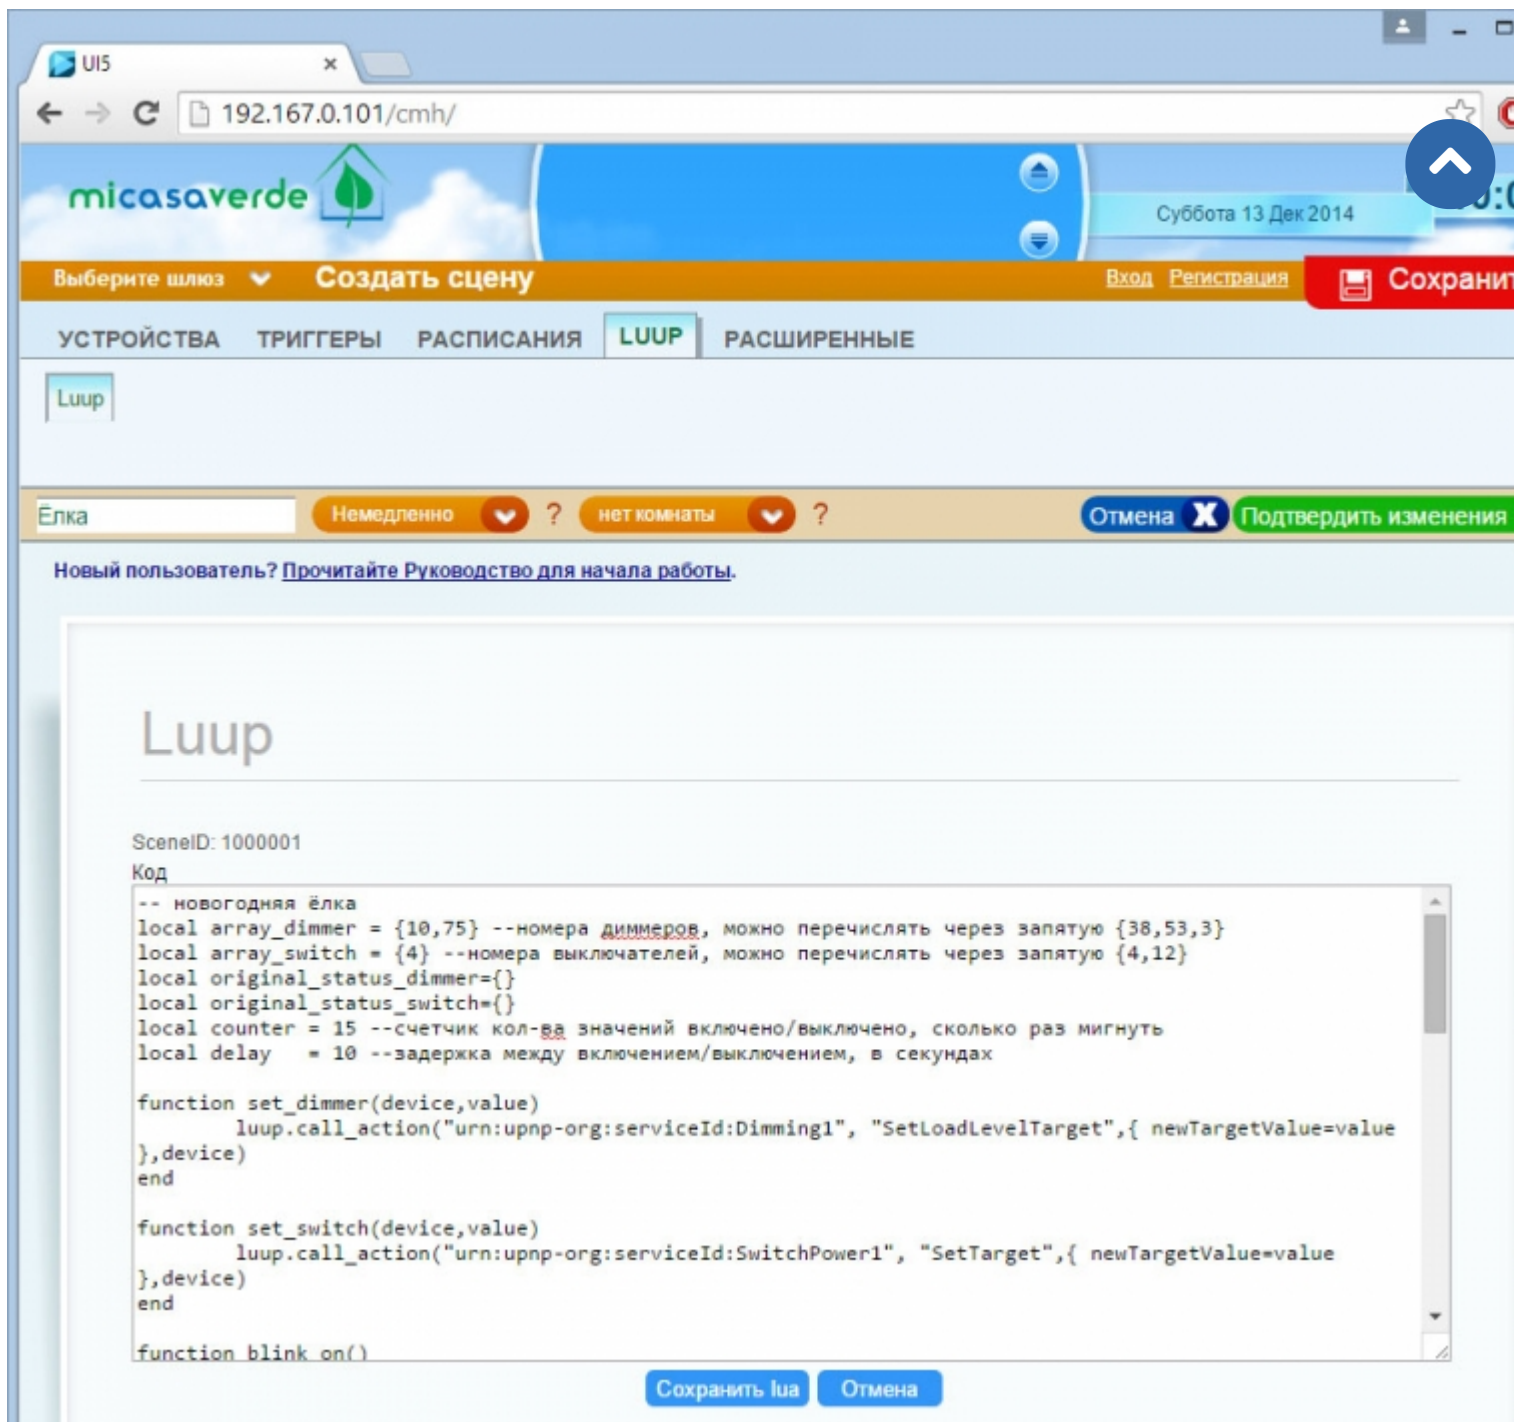 UI5
192.167.0.101/cmh/
micasaverde
Суббота 13 Дек 2014
Выберите шлюз Создать сцену Вход Регистрация
УСТРОЙСТВА ТРИГГЕРЫ РАСПИСАНИЯ LUUP РАСШИРЕННЫЕ
Luup
Ёлка Немедленно ? нет комнаты ? Отмена X Подтвердить изменения
Новый пользователь? Прочитайте Руководство для начала работы.
Luup
SceneID: 1000001
Код
-- новогодняя ёлка
local array_dimmer = {10,75} --номера диммеров, можно перечислять через запятую {38,53,3}
local array_switch = {4} --номера выключателей, можно перечислять через запятую {4,12}
local original_status_dimmer={}
local original_status_switch={}
local counter = 15 --счетчик кол-ва значений включено/выключено, сколько раз мигнуть
local delay   = 10 --задержка между включением/выключением, в секундах
function set_dimmer(device,value)
luup.call_action("urn:upnp-org:serviceId:Dimming1", "SetLoadLevelTarget",{ newTargetValue=value
},device)
end
function set_switch(device,value)
luup.call_action("urn:upnp-org:serviceId:SwitchPower1", "SetTarget",{ newTargetValue=value
},device)
end
function blink_on()
Сохранить lua Отмена